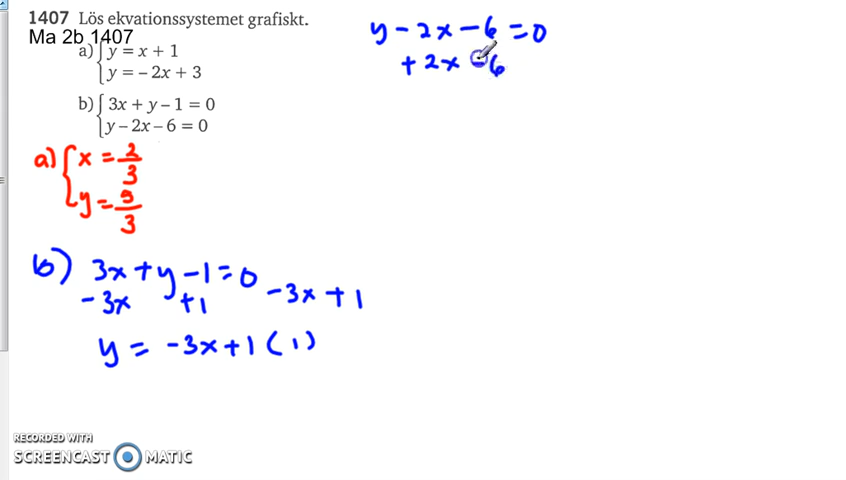 1407 Lös ekvationssystemet grafiskt.
Ma 2b 1407
a) { y = x + 1
y = – 2x + 3
b) { 3x + y – 1 = 0
y – 2x – 6 = 0
a) { x = 2/3
y = 5/3
b) 3x + y - 1 = 0
- 3x +1 - 3x + 1
y = - 3x + 1 (1)
y - 2x - 6 = 0
+ 2x 6
RECORDED WITH
SCREENCAST MATIC